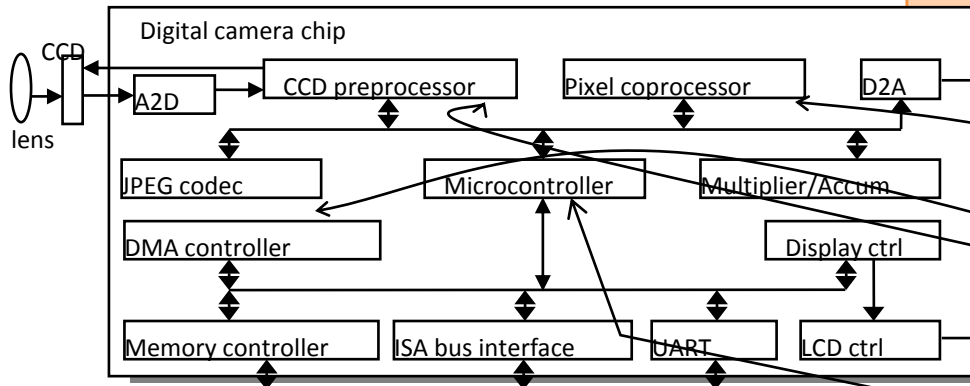 Digital camera chip
CCD
A2D
CCD preprocessor
Pixel coprocessor
D2A
lens
JPEG codec
Microcontroller
Multiplier/Accum
DMA controller
Display ctrl
Memory controller
ISA bus interface
UART
LCD ctrl